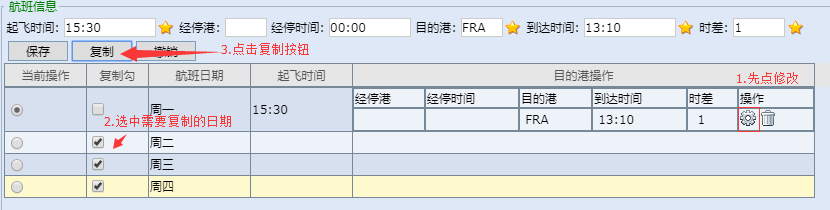 航班信息
起飞时间: 15:30 经停港: 经停时间: 00:00 目的港: FRA 到达时间: 13:10 时差: 1
保存 复制 撤销 3.点击复制按钮
当前操作 复制勾 航班日期 起飞时间 目的港操作
1.先点修改
经停港 经停时间 目的港 到达时间 时差 操作
周一 15:30
FRA 13:10 1
2.选中需要复制的日期
周二
周三
周四